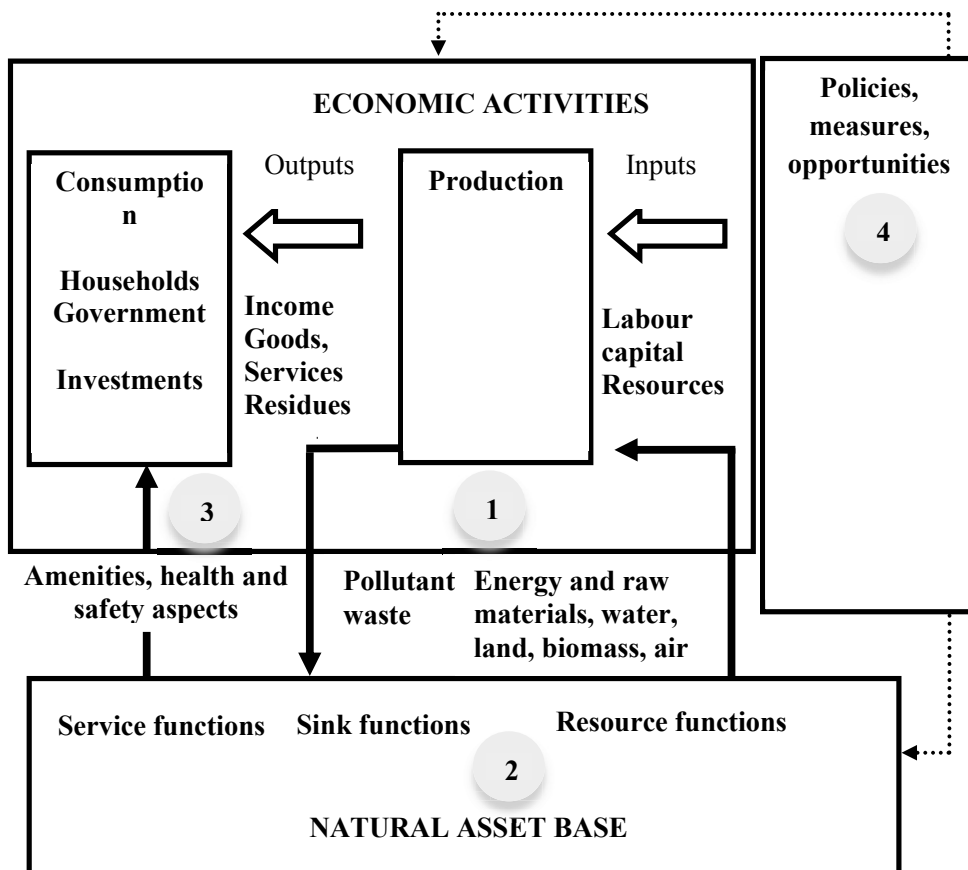 ECONOMIC ACTIVITIES
Policies,
measures,
opportunities
4
Consumptio
n
Households
Government
Investments
Outputs
Income
Goods,
Services
Residues
Production
Inputs
Labour
capital
Resources
3
1
Amenities, health and
safety aspects
Pollutant
waste
Energy and raw
materials, water,
land, biomass, air
Service functions
Sink functions
Resource functions
2
NATURAL ASSET BASE